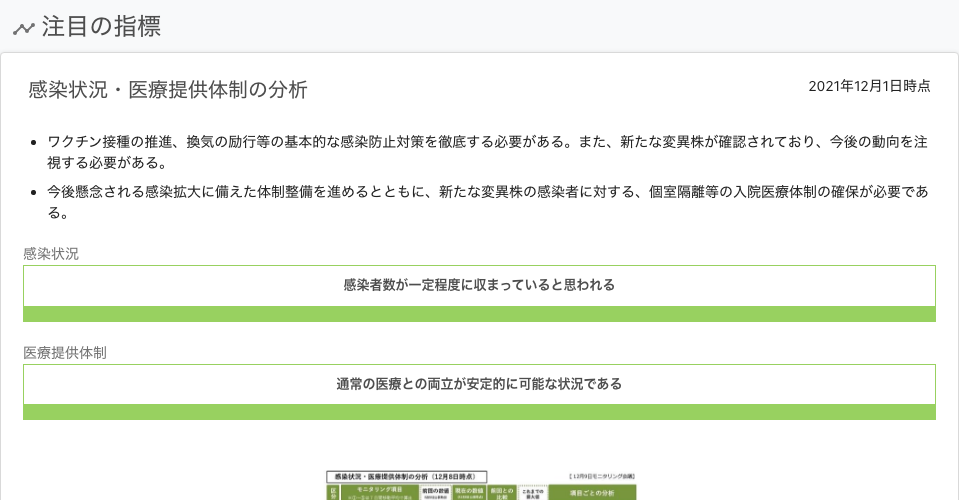 注目の指標
感染状況・医療提供体制の分析
2021年12月1日時点
ワクチン接種の推進、換気の励行等の基本的な感染防止対策を徹底する必要がある。また、新たな変異株が確認されており、今後の動向を注
視する必要がある。
今後懸念される感染拡大に備えた体制整備を進めるとともに、新たな変異株の感染者に対する、個室隔離等の入院医療体制の確保が必要であ
る。
感染状況
感染者数が一定程度に収まっていると思われる
医療提供体制
通常の医療との両立が安定的に可能な状況である
感染状況・医療提供体制の分析（12月8日時点）
【12月9日モニタリング会議】
区分 モニタリング項目 前回の数値 現在の数値 前回との比較 これまでの最大値 項目ごとの分析